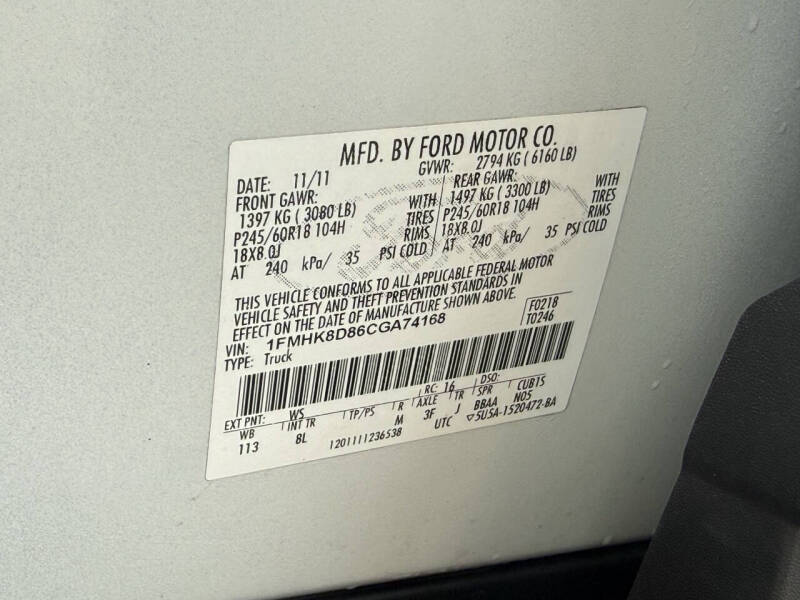 MFD. BY FORD MOTOR CO.
DATE: 11/11 GVWR: 2794 KG ( 6160 LB)
FRONT GAWR: REAR GAWR:
1397 KG ( 3080 LB) WITH 1497 KG ( 3300 LB) WITH
P245/60R18 104H TIRES P245/60R18 104H TIRES
18X8.0J RIMS 18X8.0J RIMS
AT 240 kPa/ 35 PSI COLD AT 240 kPa/ 35 PSI COLD
THIS VEHICLE CONFORMS TO ALL APPLICABLE FEDERAL MOTOR
VEHICLE SAFETY AND THEFT PREVENTION STANDARDS IN
EFFECT ON THE DATE OF MANUFACTURE SHOWN ABOVE.
F0218
VIN: 1FMHK8D86CGA74168 T0246
TYPE: Truck
EXT PNT: WS RC: 16 DSO:
WB INT TR TP/PS R AXLE TR SPR CUB1S
113 8L M 3F J BBAA N05
1201111236538 UTC ▽5USA-1520472-BA